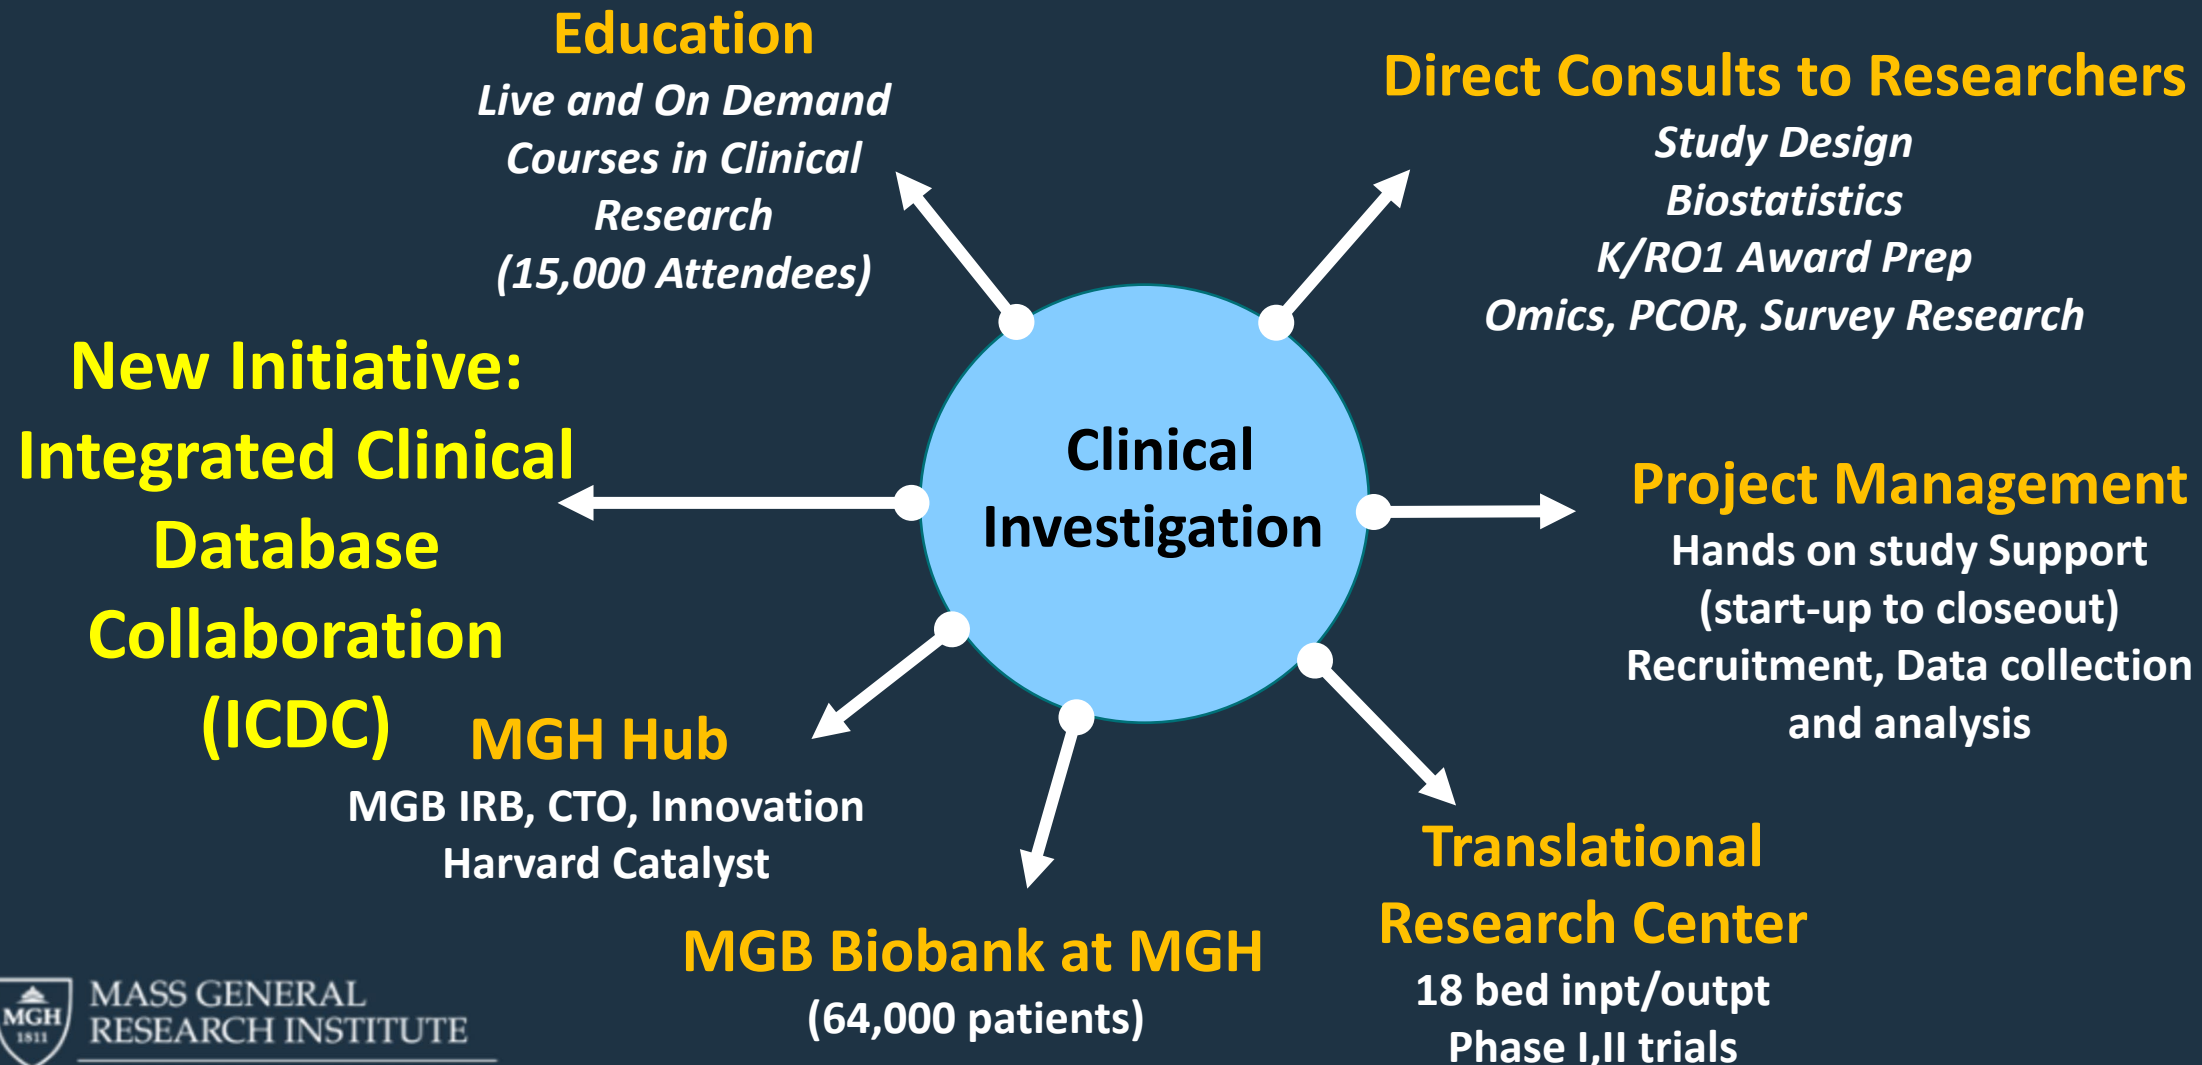 Education
Live and On Demand
Courses in Clinical
Research
(15,000 Attendees)
Direct Consults to Researchers
Study Design
Biostatistics
K/RO1 Award Prep
Omics, PCOR, Survey Research
New Initiative:
Integrated Clinical
Database
Collaboration
(ICDC)
Clinical
Investigation
Project Management
Hands on study Support
(start-up to closeout)
Recruitment, Data collection
and analysis
MGH Hub
MGB IRB, CTO, Innovation
Harvard Catalyst
MGB Biobank at MGH
(64,000 patients)
Translational
Research Center
18 bed inpt/outpt
Phase I,II trials
MGH
1811
MASS GENERAL
RESEARCH INSTITUTE